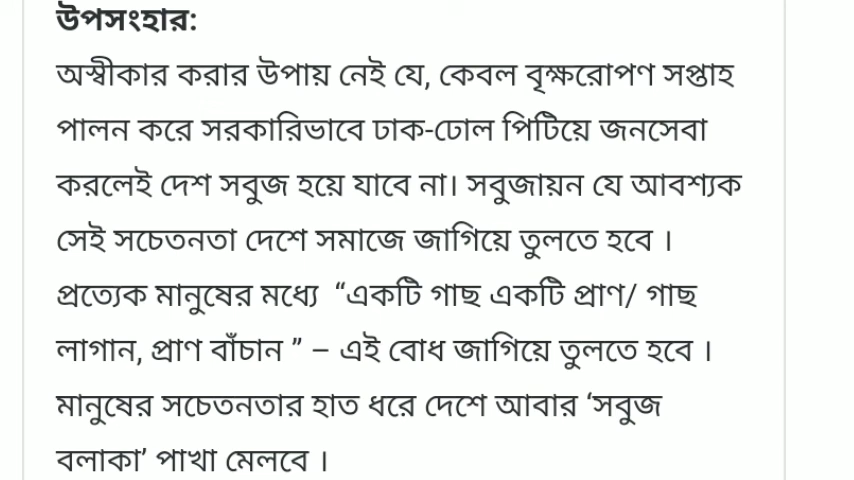 উপসংহার:
অস্বীকার করার উপায় নেই যে, কেবল বৃক্ষরোপণ সপ্তাহ
পালন করে সরকারিভাবে ঢাক-ঢোল পিটিয়ে জনসেবা
করলেই দেশ সবুজ হয়ে যাবে না। সবুজায়ন যে আবশ্যক
সেই সচেতনতা দেশে সমাজে জাগিয়ে তুলতে হবে ।
প্রত্যেক মানুষের মধ্যে “একটি গাছ একটি প্রাণ/ গাছ
লাগান, প্রাণ বাঁচান ” – এই বোধ জাগিয়ে তুলতে হবে ।
মানুষের সচেতনতার হাত ধরে দেশে আবার ‘সবুজ
বলাকা’ পাখা মেলবে ।